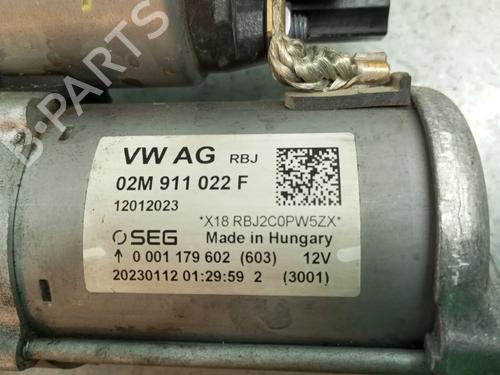 B-PARTS
VW AG RBJ
02M 911 022 F
12012023
*X18 RBJ2C0PW5ZX*
SEG Made in Hungary
↑ 0 001 179 602 (603) 12V
20230112 01:29:59 2 (3001)